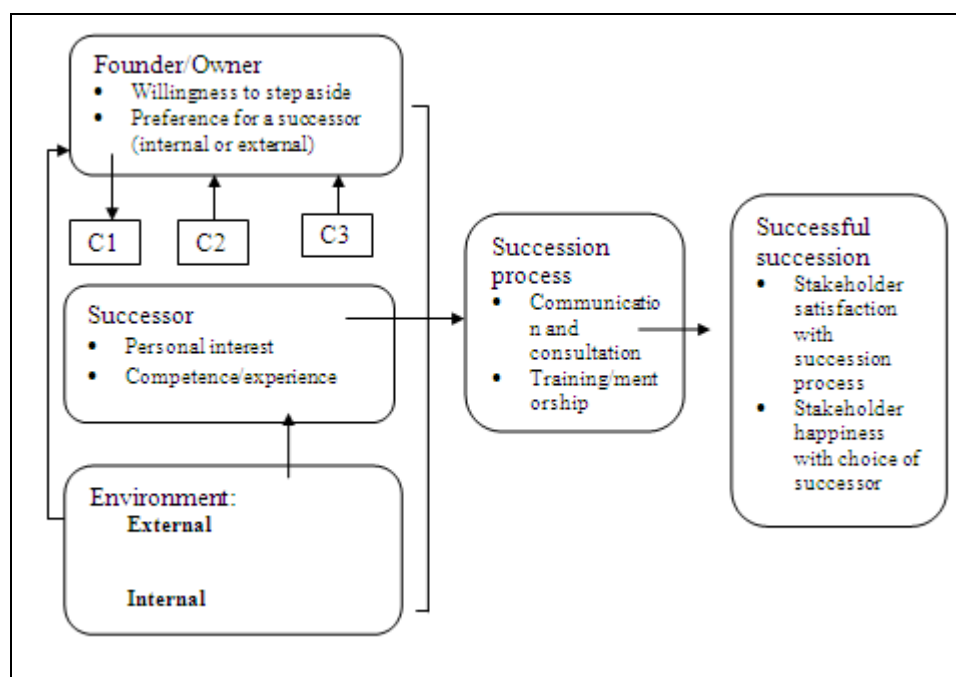 Founder/Owner
• Willingness to step aside
• Preference for a successor
(internal or external)
C1
C2
C3
Successor
• Personal interest
• Competence/experience
Environment:
External
Internal
Succession
process
• Communicatio
n and
consultation
• Training/ment
orship
Successful
succession
• Stakeholder
satisfaction
with
succession
process
• Stakeholder
happiness
with choice of
successor